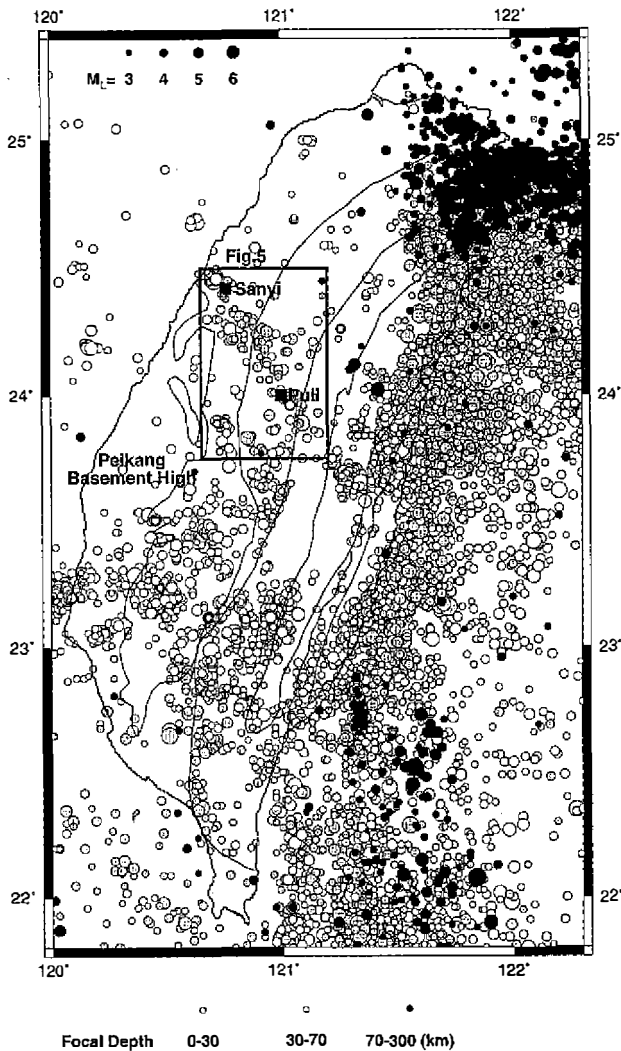 120° 121° 122°
M_L= 3 4 5 6
25° 25°
Fig.5
Sanyi
24° 24°
Puli
Peikang
Basement High
23° 23°
22° 22°
120° 121° 122°
Focal Depth 0-30 30-70 70-300 (km)